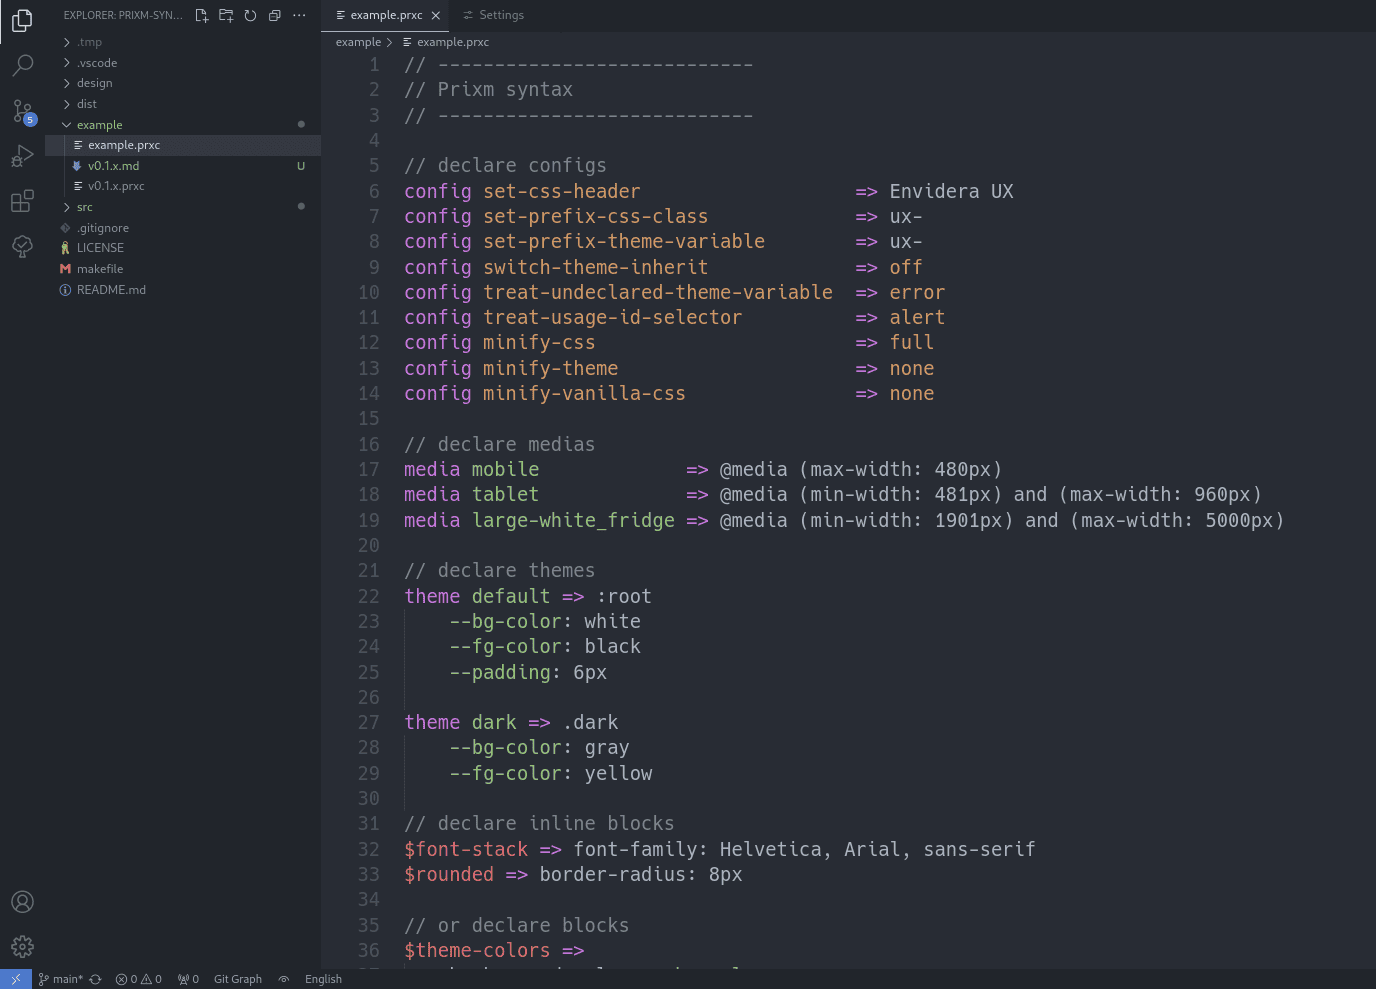 EXPLORER: PRIXM-SYN...
.tmp
.vscode
design
dist
example
example.prxc
v0.1.x.md U
v0.1.x.prxc
src
.gitignore
LICENSE
makefile
README.md
5
example.prxc Settings
example > example.prxc
1 // ----------------------------
2 // Prixm syntax
3 // ----------------------------
4
5 // declare configs
6 config set-css-header => Envidera UX
7 config set-prefix-css-class => ux-
8 config set-prefix-theme-variable => ux-
9 config switch-theme-inherit => off
10 config treat-undeclared-theme-variable => error
11 config treat-usage-id-selector => alert
12 config minify-css => full
13 config minify-theme => none
14 config minify-vanilla-css => none
15
16 // declare medias
17 media mobile => @media (max-width: 480px)
18 media tablet => @media (min-width: 481px) and (max-width: 960px)
19 media large-white_fridge => @media (min-width: 1901px) and (max-width: 5000px)
20
21 // declare themes
22 theme default => :root
23 --bg-color: white
24 --fg-color: black
25 --padding: 6px
26
27 theme dark => .dark
28 --bg-color: gray
29 --fg-color: yellow
30
31 // declare inline blocks
32 $font-stack => font-family: Helvetica, Arial, sans-serif
33 $rounded => border-radius: 8px
34
35 // or declare blocks
36 $theme-colors =>
main* 0 0 0 Git Graph English